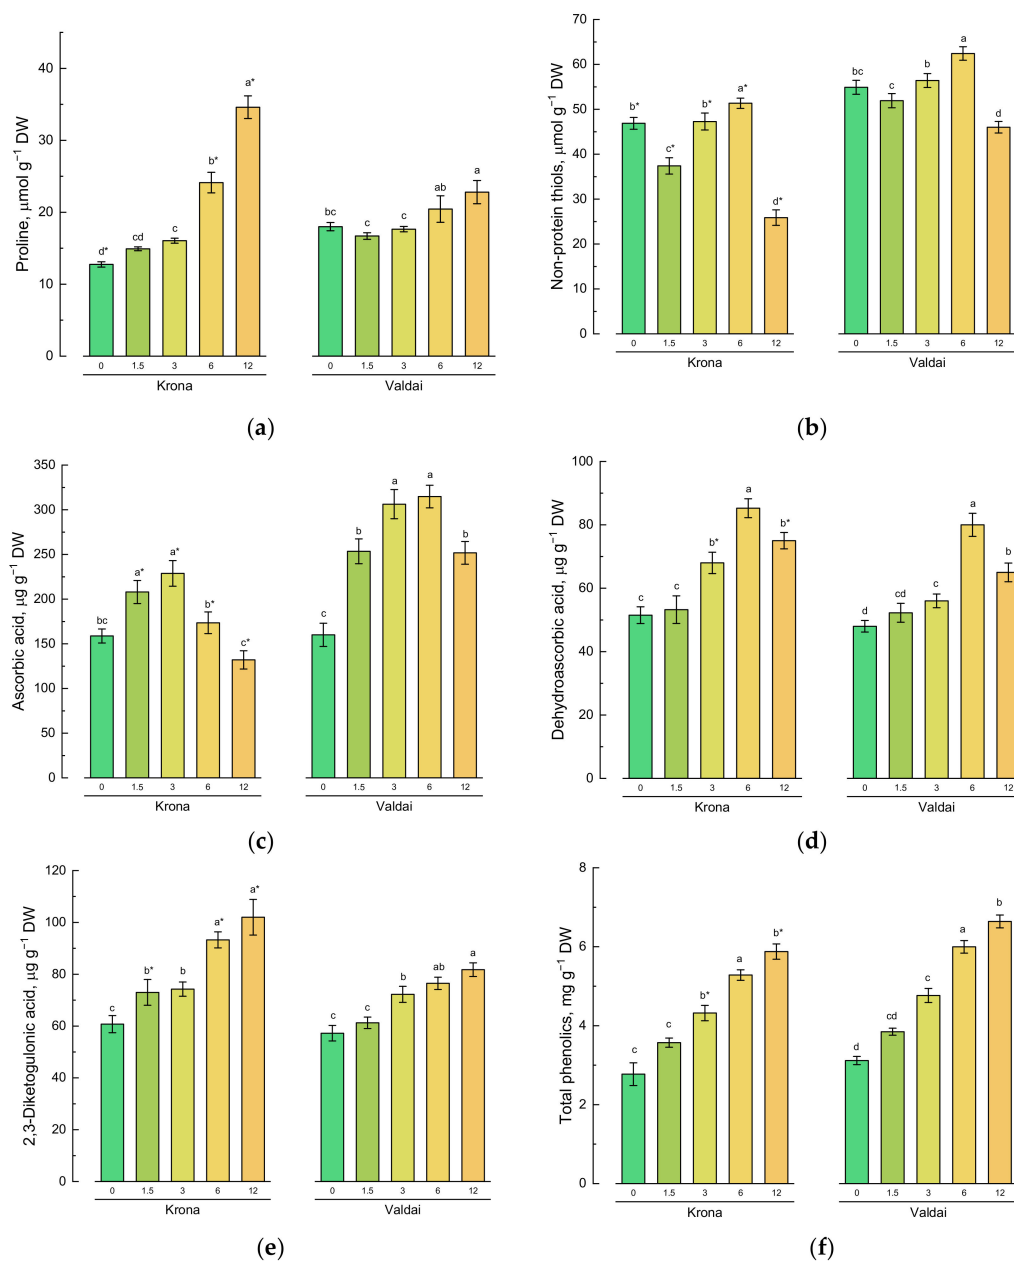 Proline, μmol g⁻¹ DW
40
30
20
10
0
d*
cd
c
b*
a*
bc
c
c
ab
a
0 1.5 3 6 12
0 1.5 3 6 12
Krona
Valdai
(a)
Non-protein thiols, μmol g⁻¹ DW
70
60
50
40
30
20
10
0
b*
c*
b*
a*
d*
bc
c
b
a
d
0 1.5 3 6 12
0 1.5 3 6 12
Krona
Valdai
(b)
Ascorbic acid, μg g⁻¹ DW
350
300
250
200
150
100
50
0
bc
a*
a*
b*
c*
c
b
a
a
b
0 1.5 3 6 12
0 1.5 3 6 12
Krona
Valdai
(c)
Dehydroascorbic acid, μg g⁻¹ DW
100
80
60
40
20
0
c
c
b*
a
b*
d
cd
c
a
b
0 1.5 3 6 12
0 1.5 3 6 12
Krona
Valdai
(d)
2,3-Diketogulonic acid, μg g⁻¹ DW
120
100
80
60
40
20
0
c
b*
b
a*
a*
c
c
b
ab
a
0 1.5 3 6 12
0 1.5 3 6 12
Krona
Valdai
(e)
Total phenolics, mg g⁻¹ DW
8
6
4
2
0
c
c
b*
a
b*
d
cd
c
a
b
0 1.5 3 6 12
0 1.5 3 6 12
Krona
Valdai
(f)